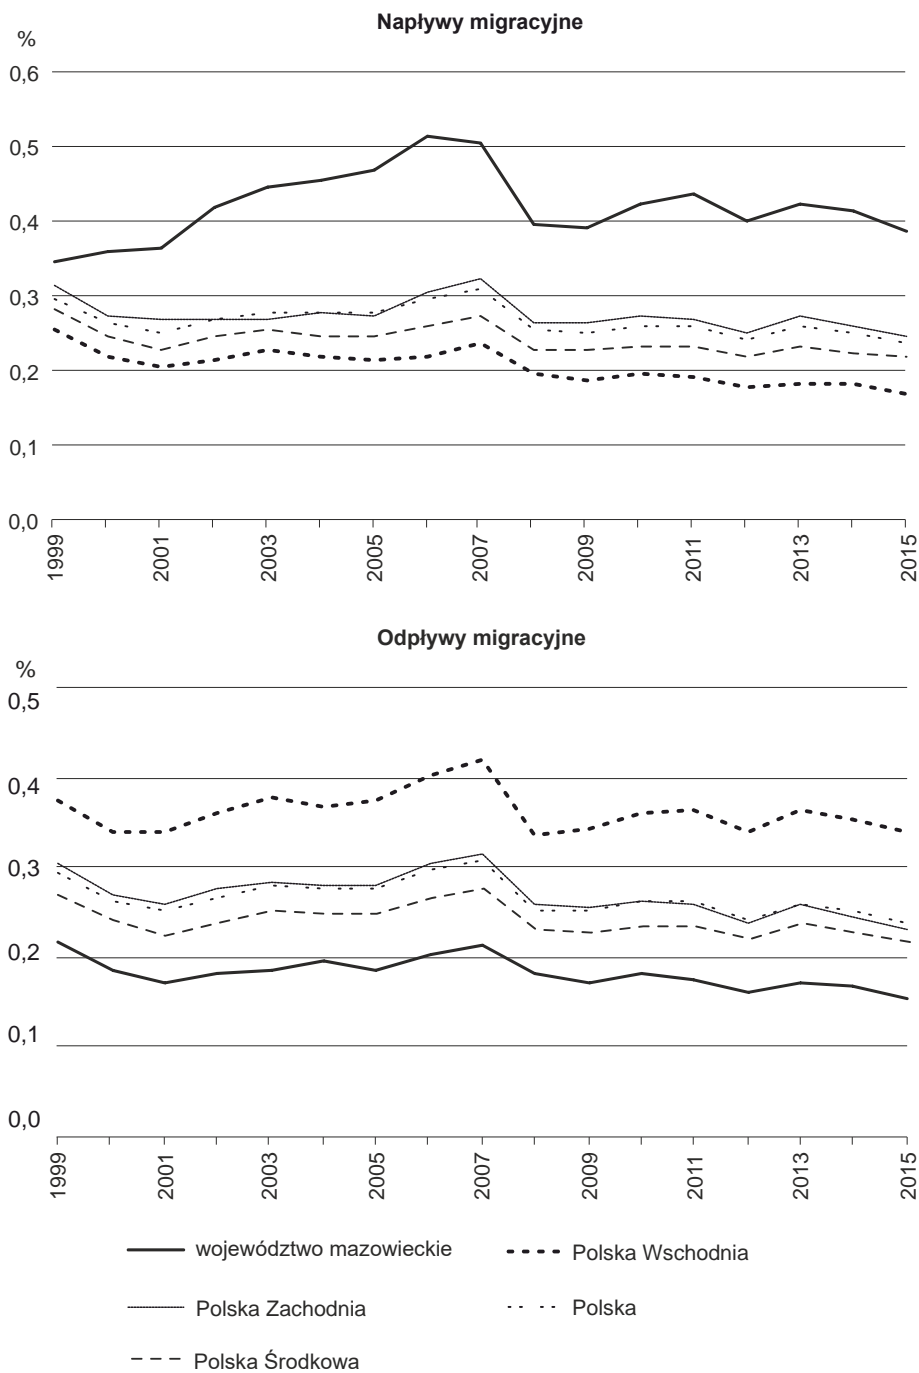 Napływy migracyjne
%
0,6
0,5
0,4
0,3
0,2
0,1
0,0
1999 2001 2003 2005 2007 2009 2011 2013 2015
Odpływy migracyjne
%
0,5
0,4
0,3
0,2
0,1
0,0
1999 2001 2003 2005 2007 2009 2011 2013 2015
województwo mazowieckie Polska Wschodnia
Polska Zachodnia Polska
Polska Środkowa